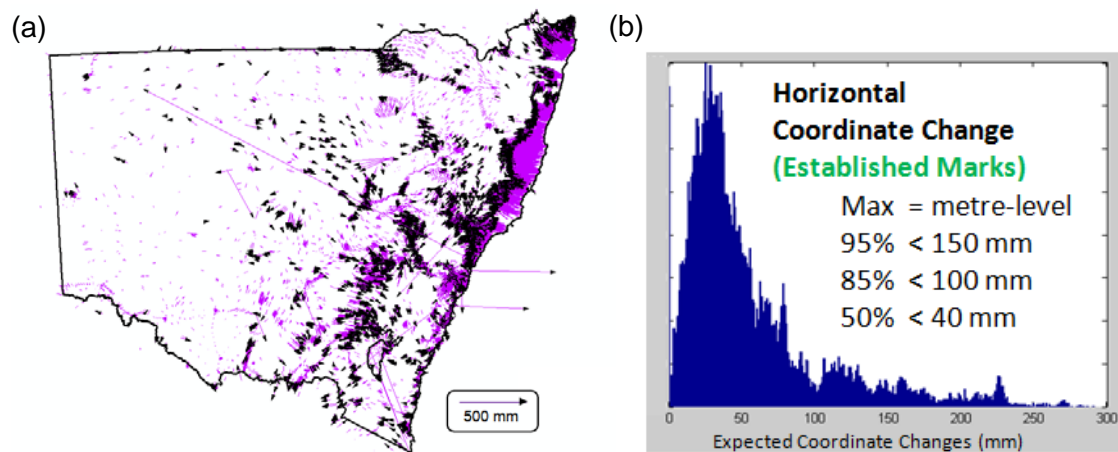 (a)
500 mm
(b)
Horizontal
Coordinate Change
(Established Marks)
Max = metre-level
95% < 150 mm
85% < 100 mm
50% < 40 mm
0 50 100 150 200 250 300
Expected Coordinate Changes (mm)